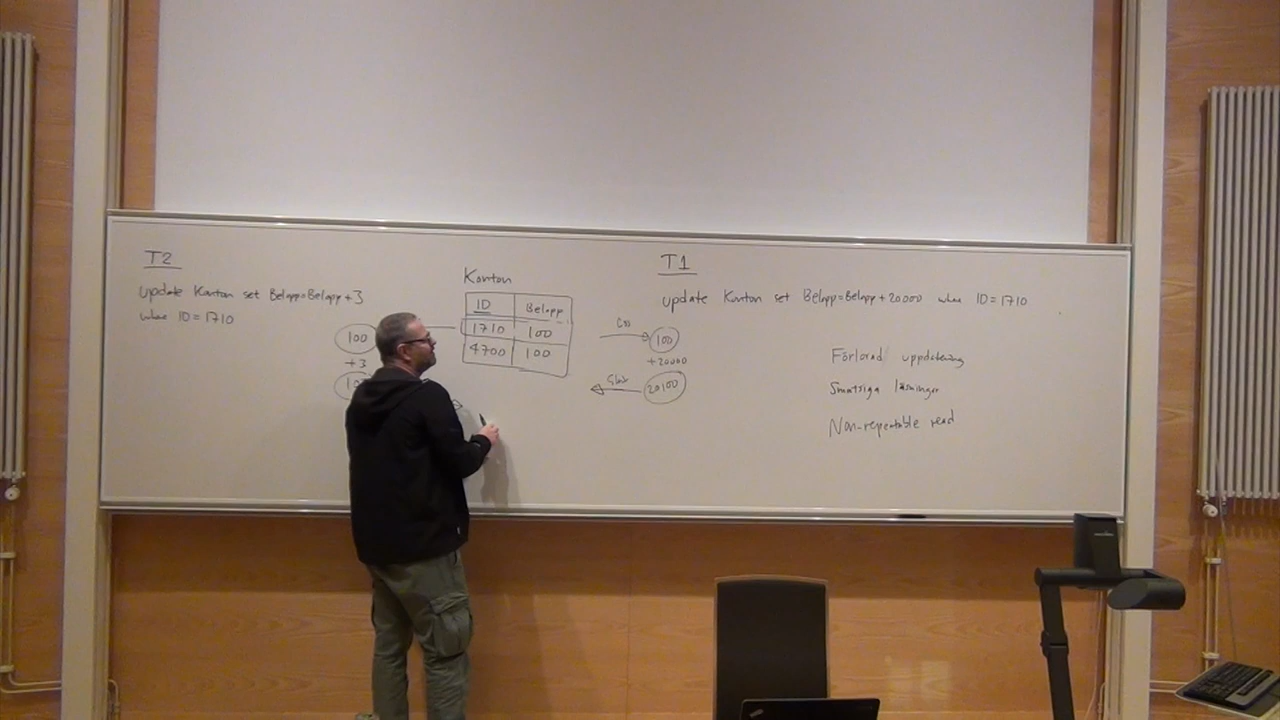 T2
update Konton set Belopp=Belopp+3
where ID=1710
100
+3
Konton
ID Belopp
1710 100
4700 100
T1
update Konton set Belopp=Belopp+20000 where ID=1710
100
+20000
20100
Förlorad uppdatering
Smutsiga läsningar
Non-repeatable read